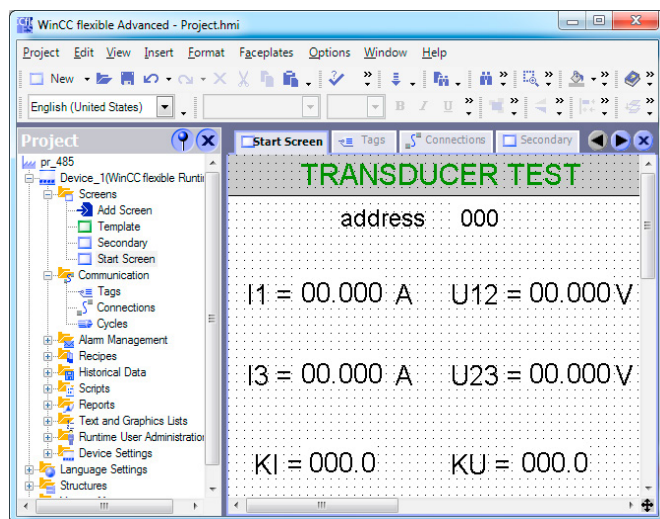 WinCC flexible Advanced - Project.hmi
Project Edit View Insert Format Faceplates Options Window Help
New
English (United States) B I U
Project
Start Screen Tags Connections Secondary
pr_485
Device_1(WinCC flexible Runti
Screens
Add Screen
Template
Secondary
Start Screen
Communication
Tags
Connections
Cycles
Alarm Management
Recipes
Historical Data
Scripts
Reports
Text and Graphics Lists
Runtime User Administration
Device Settings
Language Settings
Structures
TRANSDUCER TEST
address 000
I1 = 00.000 A U12 = 00.000 V
I3 = 00.000 A U23 = 00.000 V
KI = 000.0 KU = 000.0